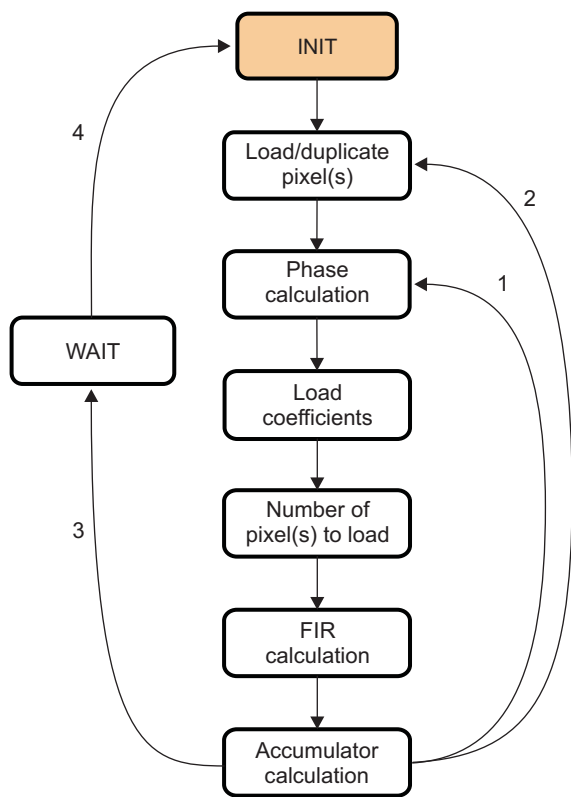 INIT
4
Load/duplicate
pixel(s)
2
Phase
calculation
1
WAIT
Load
coefficients
Number of
pixel(s) to load
3
FIR
calculation
Accumulator
calculation